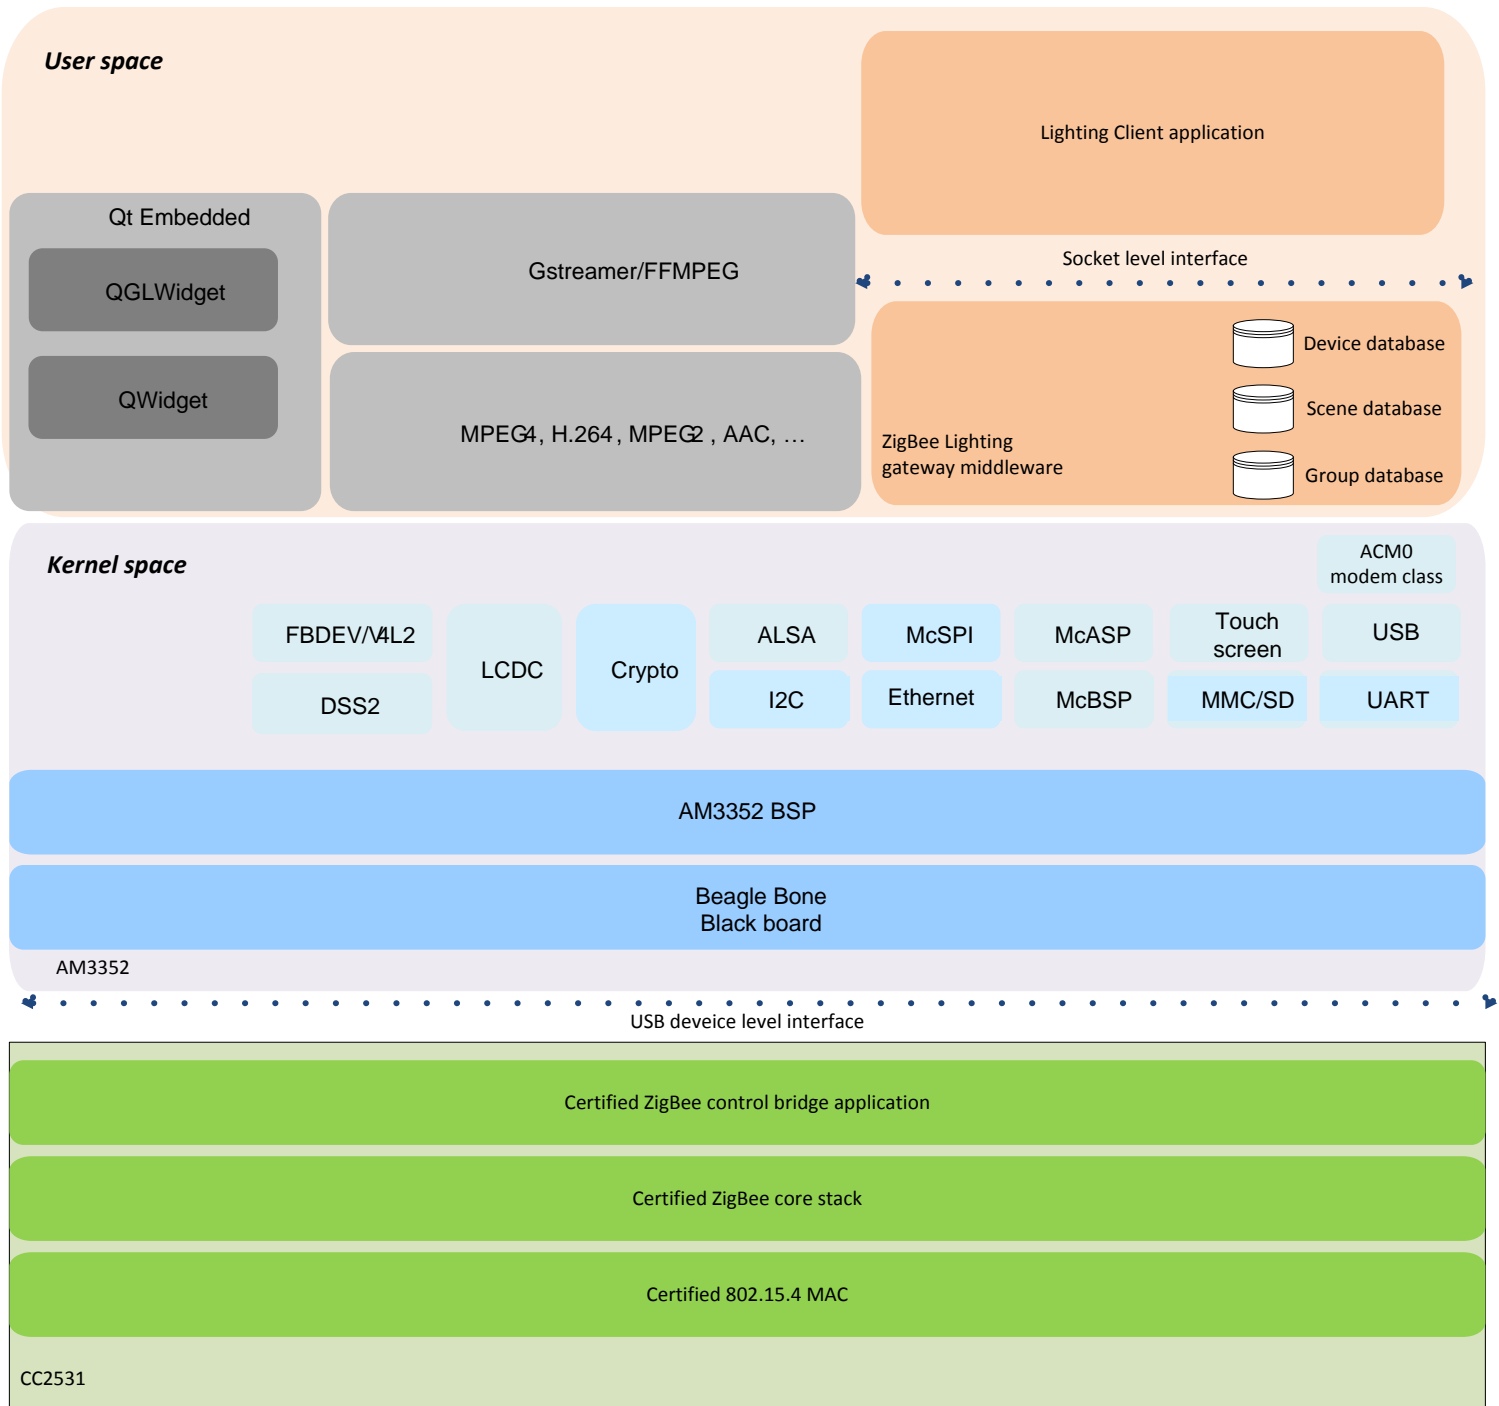 User space
Lighting Client application
Qt Embedded
QGLWidget
QWidget
Gstreamer/FFMPEG
MPEG4, H.264, MPEG2, AAC, ...
Socket level interface
Device database
Scene database
Group database
ZigBee Lighting
gateway middleware
Kernel space
ACM0
modem class
FBDEV/V4L2
DSS2
LCDC
Crypto
ALSA
I2C
McSPI
Ethernet
McASP
McBSP
Touch
screen
MMC/SD
USB
UART
AM3352 BSP
Beagle Bone
Black board
AM3352
USB deveice level interface
Certified ZigBee control bridge application
Certified ZigBee core stack
Certified 802.15.4 MAC
CC2531